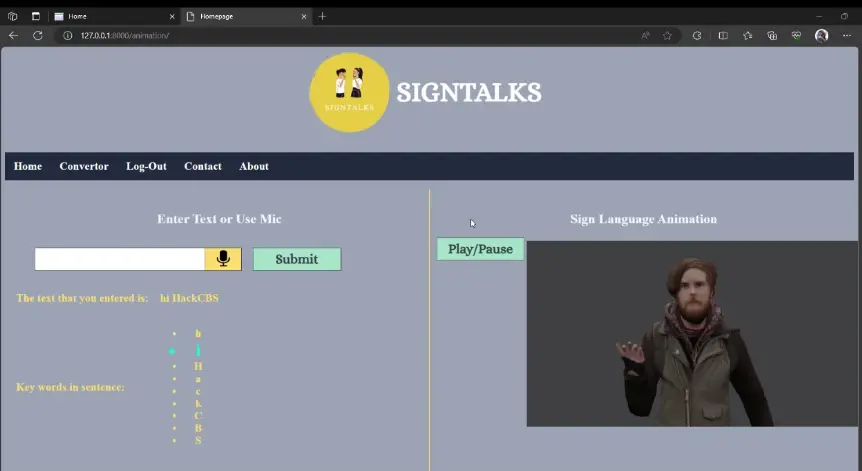 Home
Homepage
127.0.0.1:8000/animation/
SIGNTALKS
SIGNTALKS
Home Convertor Log-Out Contact About
Enter Text or Use Mic
Submit
The text that you entered is: hi HackCBS
Key words in sentence:
h
i
H
a
c
k
C
B
S
Sign Language Animation
Play/Pause